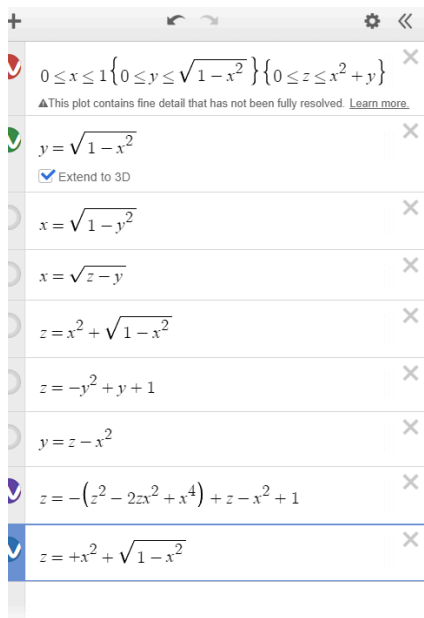 0 ≤ x ≤ 1{0 ≤ y ≤ √(1 − x²)}{0 ≤ z ≤ x² + y}
This plot contains fine detail that has not been fully resolved. Learn more.
y = √(1 − x²)
Extend to 3D
x = √(1 − y²)
x = √(z − y)
z = x² + √(1 − x²)
z = −y² + y + 1
y = z − x²
z = −(z² − 2zx² + x⁴) + z − x² + 1
z = +x² + √(1 − x²)